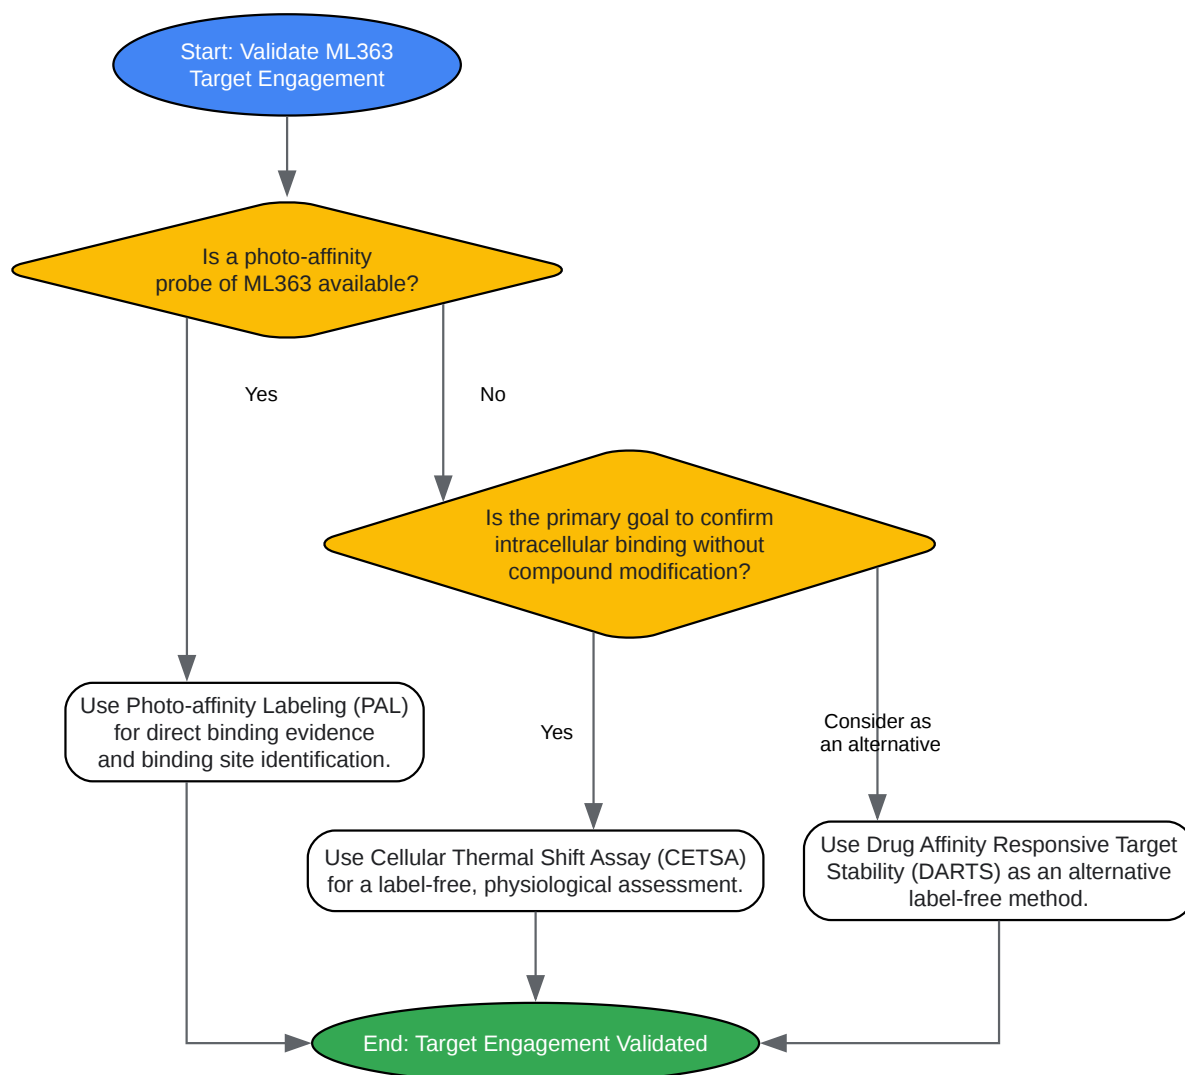 Start: Validate ML363
Target Engagement
Is a photo-affinity
probe of ML363 available?
Yes
No
Is the primary goal to confirm
intracellular binding without
compound modification?
Use Photo-affinity Labeling (PAL)
for direct binding evidence
and binding site identification.
Yes
Consider as
an alternative
Use Cellular Thermal Shift Assay (CETSA)
for a label-free, physiological assessment.
Use Drug Affinity Responsive Target
Stability (DARTS) as an alternative
label-free method.
End: Target Engagement Validated